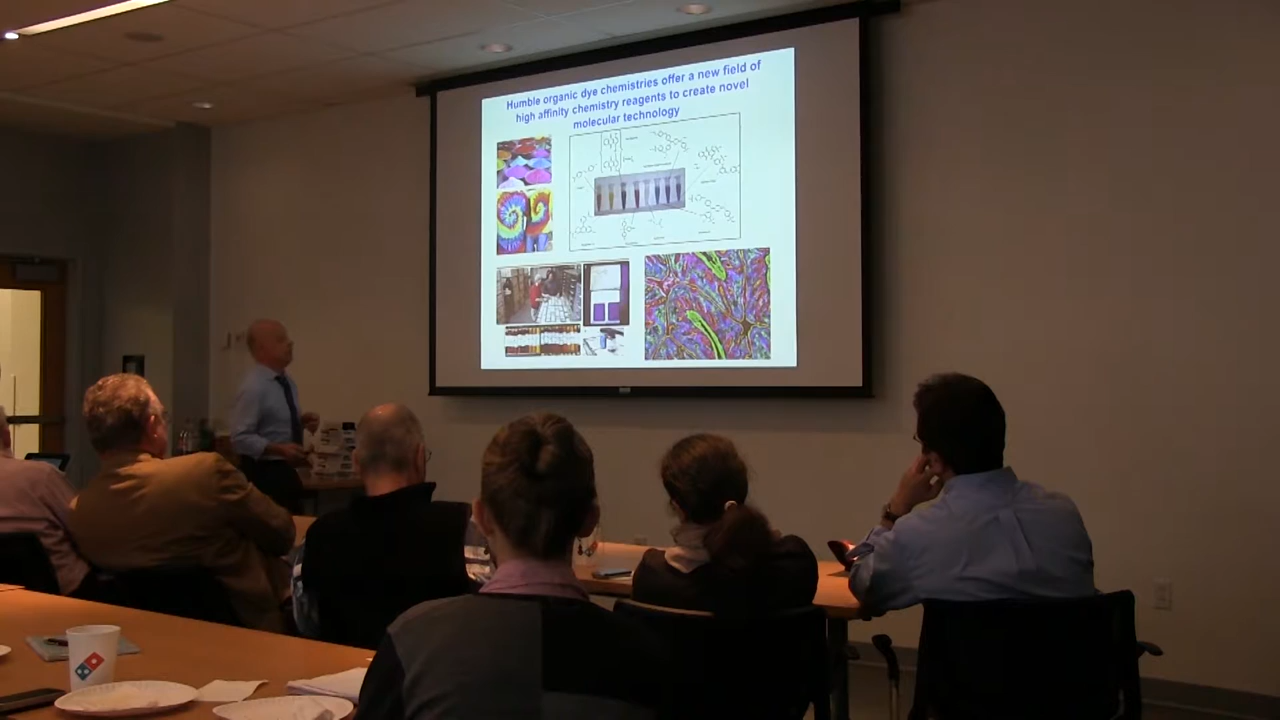 Humble organic dye chemistries offer a new field of
high affinity chemistry reagents to create novel
molecular technology